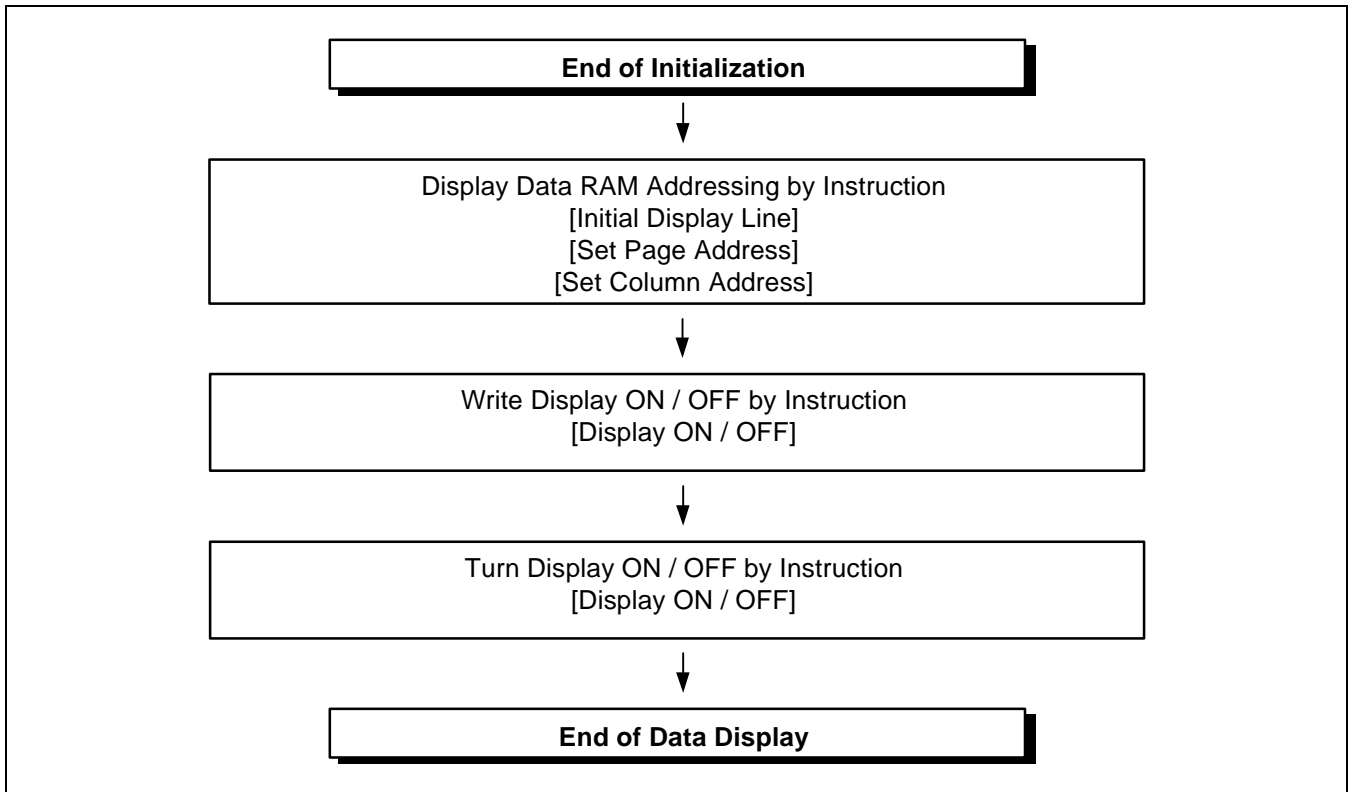 End of Initialization
Display Data RAM Addressing by Instruction
[Initial Display Line]
[Set Page Address]
[Set Column Address]
Write Display ON / OFF by Instruction
[Display ON / OFF]
Turn Display ON / OFF by Instruction
[Display ON / OFF]
End of Data Display